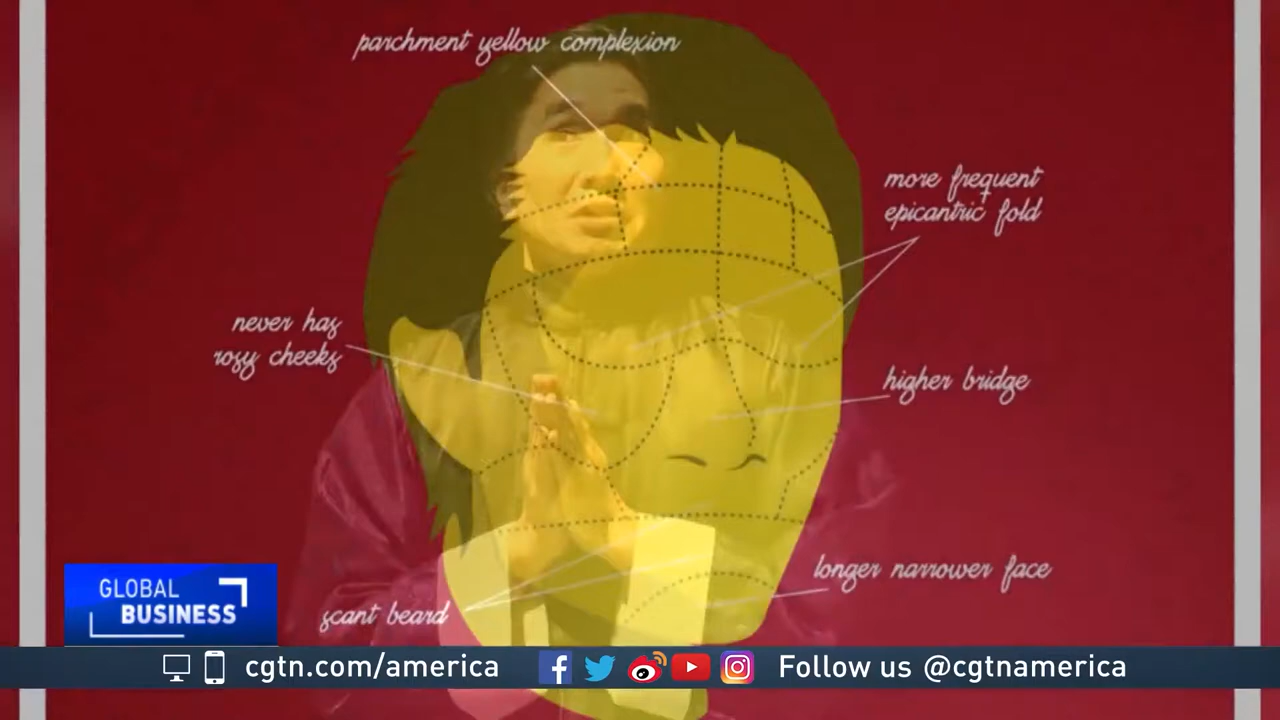 parchment yellow complexion
more frequent
epicantric fold
never has
rosy cheeks
higher bridge
longer narrower face
scant beard
GLOBAL
BUSINESS
cgtn.com/america
Follow us @cgtnamerica